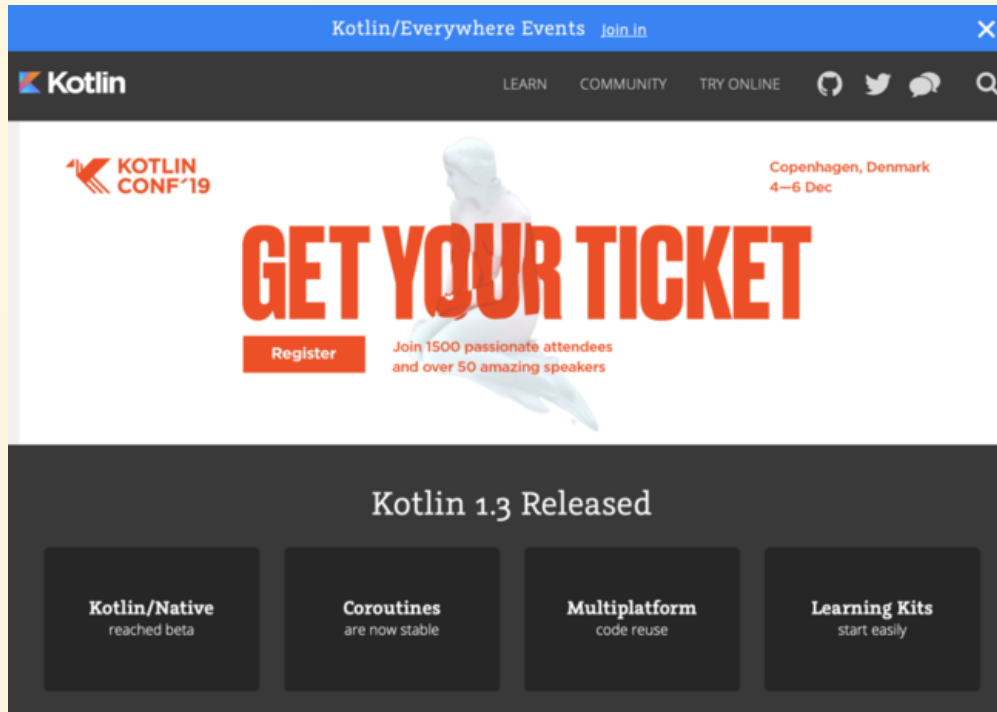 Kotlin/Everywhere Events Join in
Kotlin
LEARN COMMUNITY TRY ONLINE
KOTLIN
CONF'19
Copenhagen, Denmark
4—6 Dec
GET YOUR TICKET
Register
Join 1500 passionate attendees
and over 50 amazing speakers
Kotlin 1.3 Released
Kotlin/Native
reached beta
Coroutines
are now stable
Multiplatform
code reuse
Learning Kits
start easily